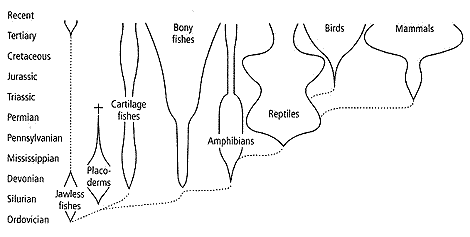 Recent
Tertiary
Cretaceous
Jurassic
Triassic
Permian
Pennsylvanian
Mississippian
Devonian
Silurian
Ordovician
Jawless
fishes
Placo-
derms
Cartilage
fishes
Bony
fishes
Amphibians
Reptiles
Birds
Mammals